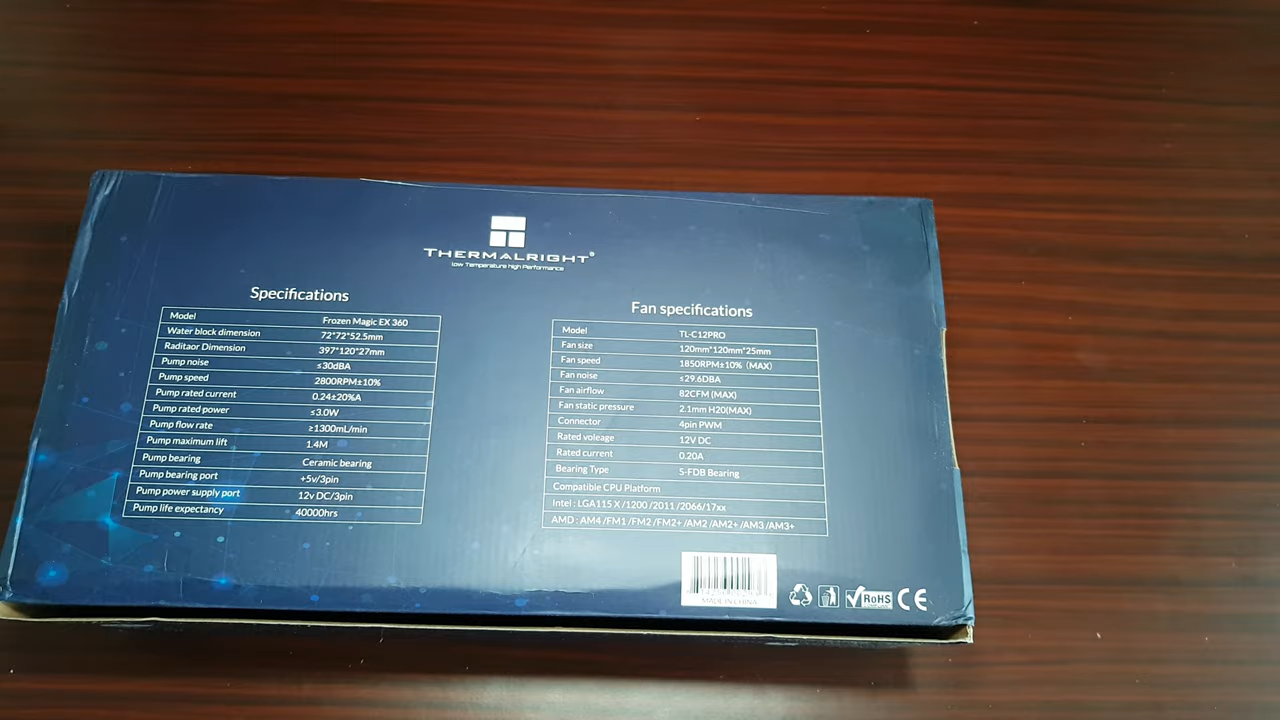 THERMALRIGHT®
Low Temperature High Performance
Specifications
Model Frozen Magic EX 360
Water block dimension 72*72*52.5mm
Raditaor Dimension 397*120*27mm
Pump noise ≤30dBA
Pump speed 2800RPM±10%
Pump rated current 0.24±20%A
Pump rated power ≤3.0W
Pump flow rate ≥1300mL/min
Pump maximum lift 1.4M
Pump bearing Ceramic bearing
Pump bearing port +5v/3pin
Pump power supply port 12v DC/3pin
Pump life expectancy 40000hrs
Fan specifications
Model TL-C12PRO
Fan size 120mm*120mm*25mm
Fan speed 1850RPM±10% (MAX)
Fan noise ≤29.6DBA
Fan airflow 82CFM (MAX)
Fan static pressure 2.1mm H20(MAX)
Connector 4pin PWM
Rated voleage 12V DC
Rated current 0.20A
Bearing Type S-FDB Bearing
Compatible CPU Platform
Intel : LGA115 X /1200 /2011 /2066/17xx
AMD : AM4 /FM1 /FM2 /FM2+ /AM2 /AM2+ /AM3 /AM3+
MADE IN CHINA
RoHS
CE